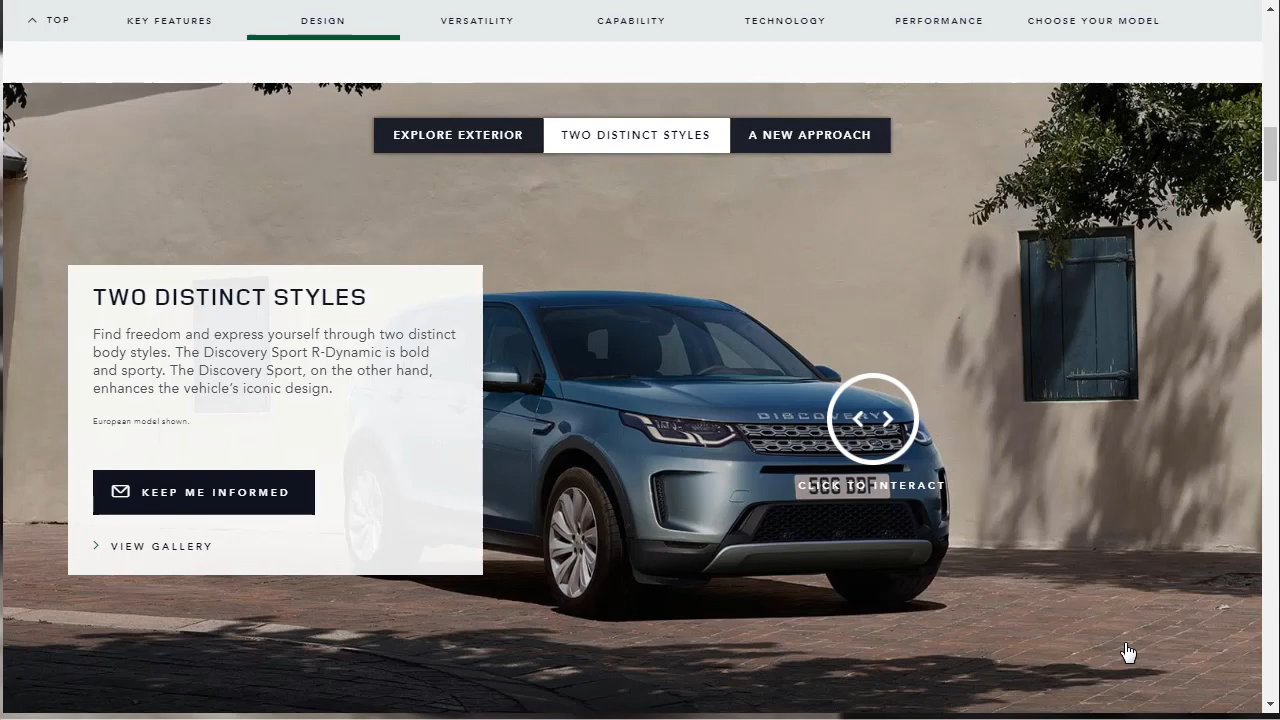 TOP
KEY FEATURES
DESIGN
VERSATILITY
CAPABILITY
TECHNOLOGY
PERFORMANCE
CHOOSE YOUR MODEL
EXPLORE EXTERIOR
TWO DISTINCT STYLES
A NEW APPROACH
TWO DISTINCT STYLES
Find freedom and express yourself through two distinct
body styles. The Discovery Sport R-Dynamic is bold
and sporty. The Discovery Sport, on the other hand,
enhances the vehicle's iconic design.
European model shown.
KEEP ME INFORMED
VIEW GALLERY
DISCOVERY
CLICK TO INTERACT